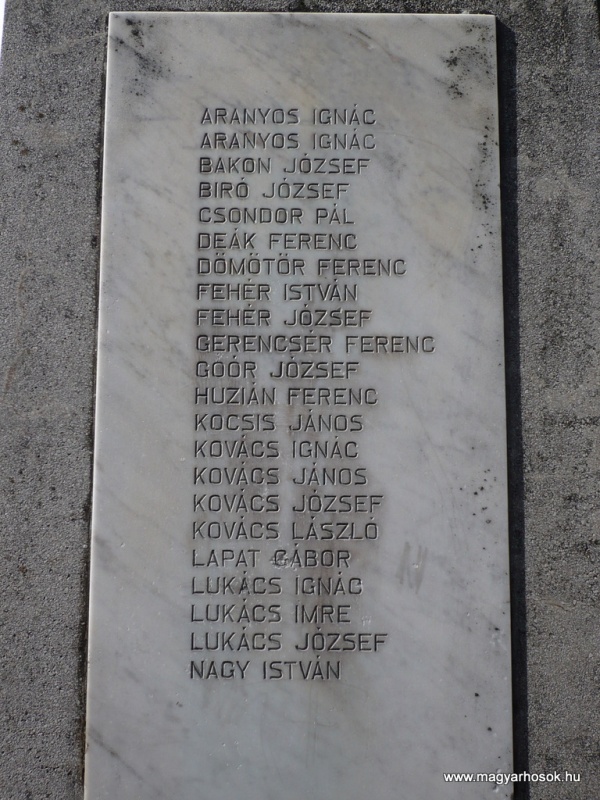 ARANYOS IGNÁC
ARANYOS IGNÁC
BAKON JÓZSEF
BIRÓ JÓZSEF
CSONDOR PÁL
DEÁK FERENC
DÖMÖTÖR FERENC
FEHÉR ISTVÁN
FEHÉR JÓZSEF
GERENCSÉR FERENC
GOÓR JÓZSEF
HUZIÁN FERENC
KOCSIS JÁNOS
KOVÁCS IGNÁC
KOVÁCS JÁNOS
KOVÁCS JÓZSEF
KOVÁCS LÁSZLÓ
LAPAT GÁBOR
LUKÁCS IGNÁC
LUKÁCS IMRE
LUKÁCS JÓZSEF
NAGY ISTVÁN
www.magyarhosok.hu